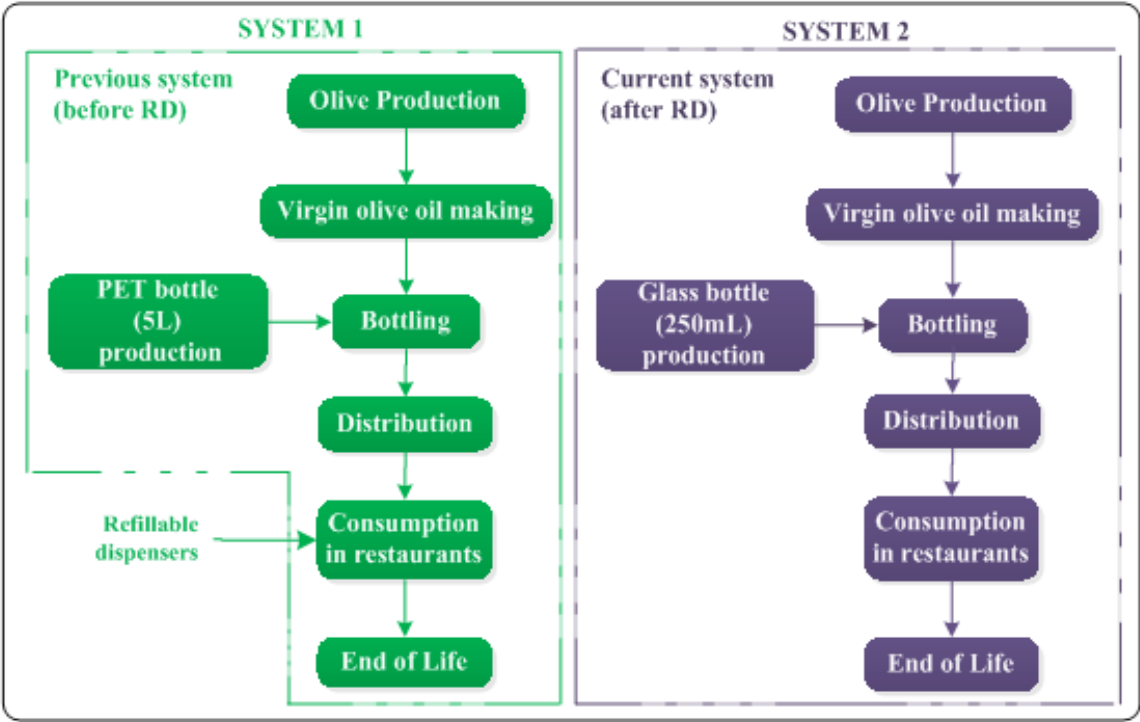 SYSTEM 1
Previous system
(before RD)
Olive Production
Virgin olive oil making
PET bottle
(5L)
production
Bottling
Distribution
Refillable
dispensers
Consumption
in restaurants
End of Life
SYSTEM 2
Current system
(after RD)
Olive Production
Virgin olive oil making
Glass bottle
(250mL)
production
Bottling
Distribution
Consumption
in restaurants
End of Life